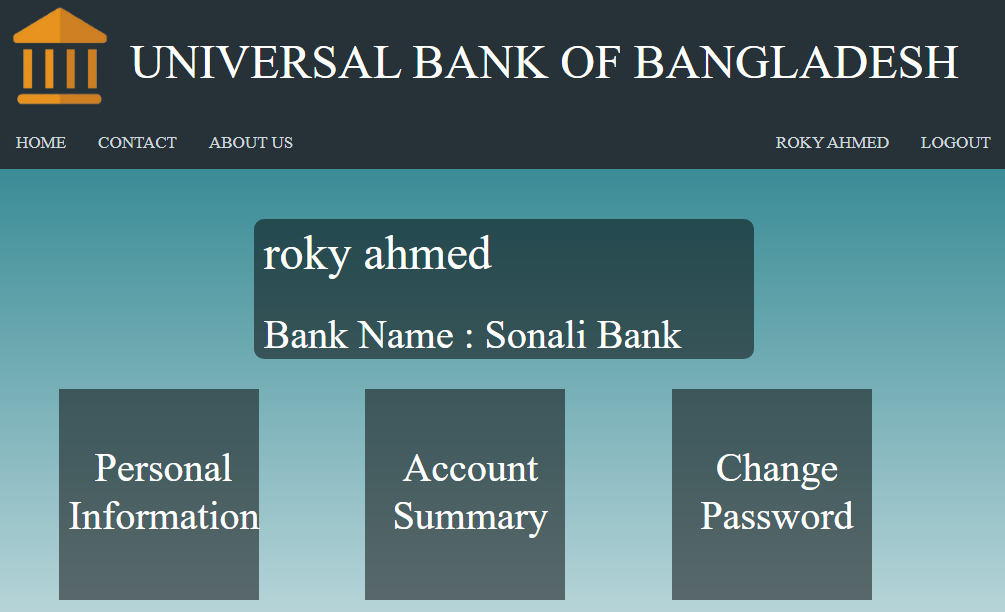 UNIVERSAL BANK OF BANGLADESH
HOME CONTACT ABOUT US ROKY AHMED LOGOUT
roky ahmed
Bank Name : Sonali Bank
Personal
Information
Account
Summary
Change
Password